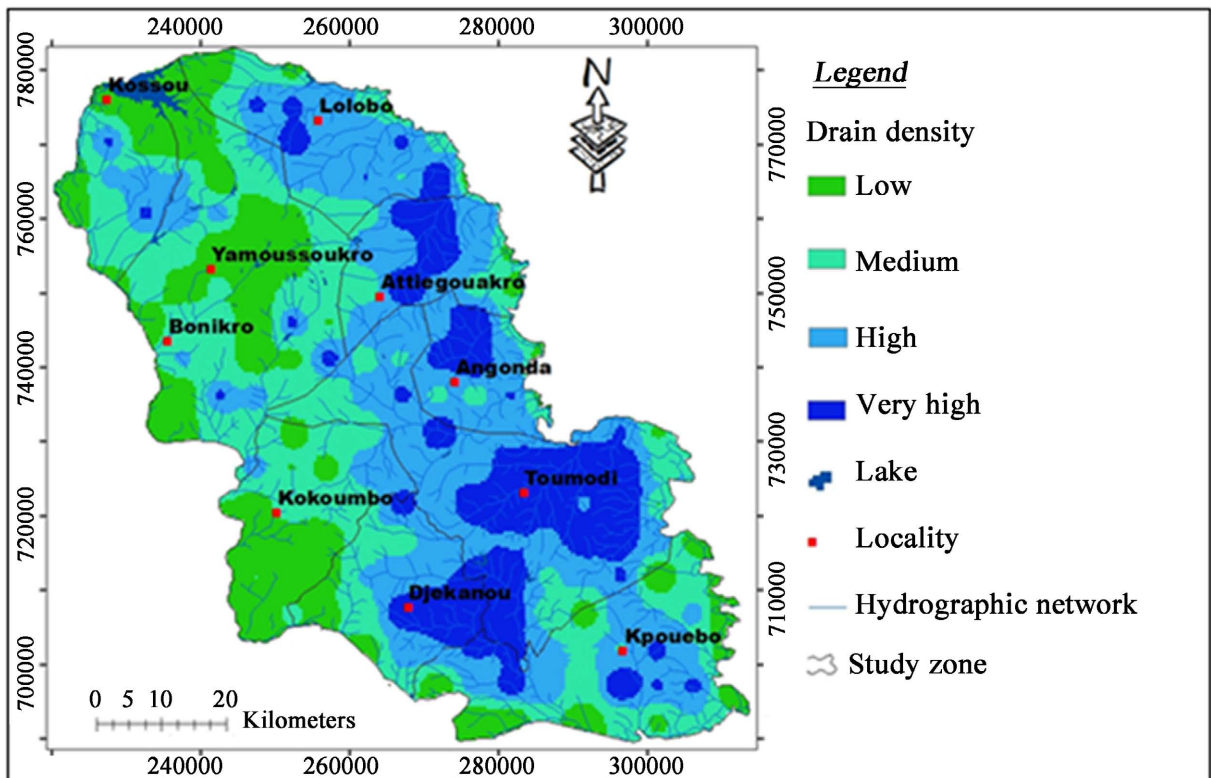 240000 260000 280000 300000
780000
760000
740000
720000
700000
770000
750000
730000
710000
N
Kossou
Lolobo
Yamoussoukro
Attiegouakro
Bonikro
Angonda
Toumodi
Kokoumbo
Djekanou
Kpouebo
0 5 10 20
Kilometers
240000 260000 280000 300000
Legend
Drain density
Low
Medium
High
Very high
Lake
Locality
Hydrographic network
Study zone